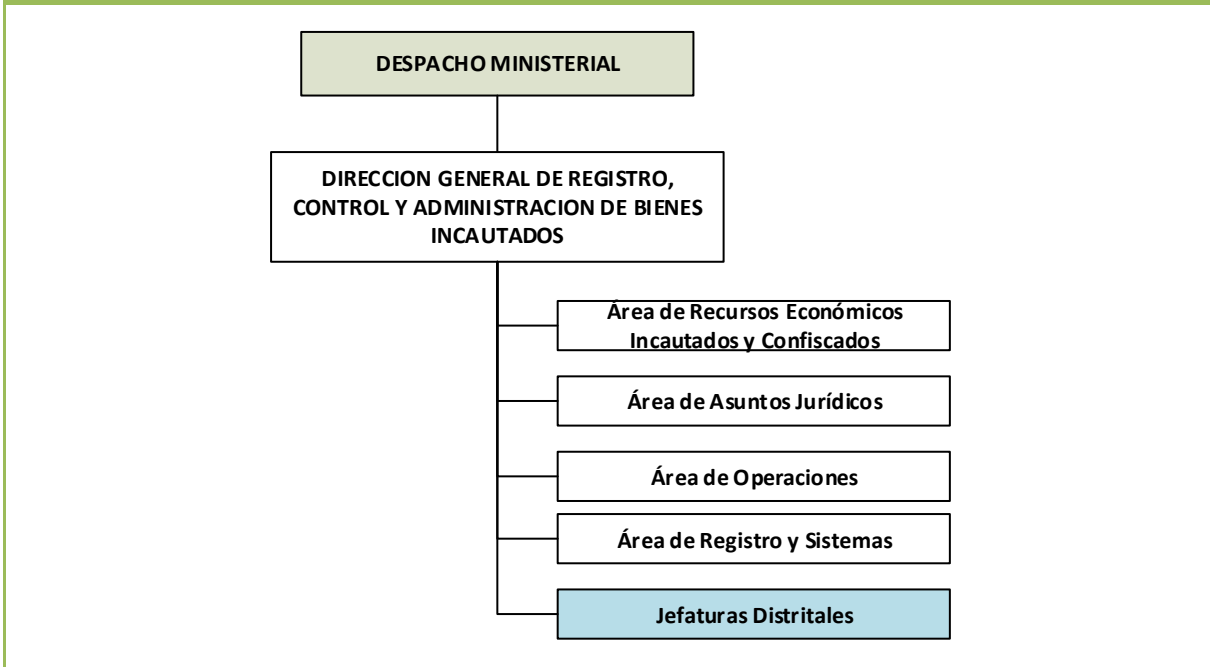 DESPACHO MINISTERIAL
DIRECCION GENERAL DE REGISTRO,
CONTROL Y ADMINISTRACION DE BIENES
INCAUTADOS
Área de Recursos Económicos
Incautados y Confiscados
Área de Asuntos Jurídicos
Área de Operaciones
Área de Registro y Sistemas
Jefaturas Distritales